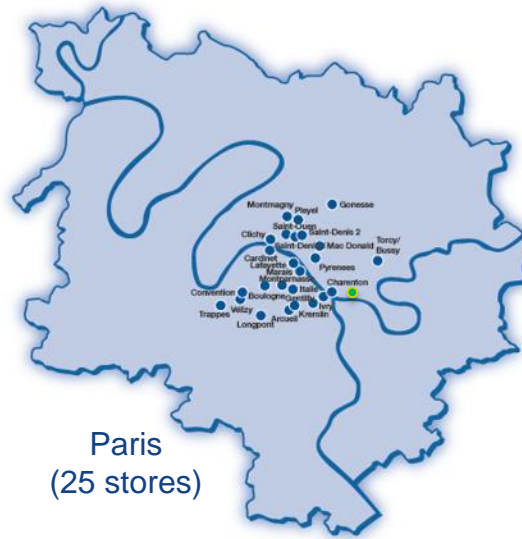 Montmagny
Pleyel
Gonesse
Saint-Ouen
Clichy
Saint-Denis 2
Saint-Denis
Mac Donald
Torcy/
Bussy
Cardinet
Lafayette
Pyrenees
Marais
Montparnasse
Charenton
Convention
Italie
Boulogne
Gentilly
Ivry
Vélizy
Trappes
Kremlin
Longpont
Arcueil
Paris
(25 stores)